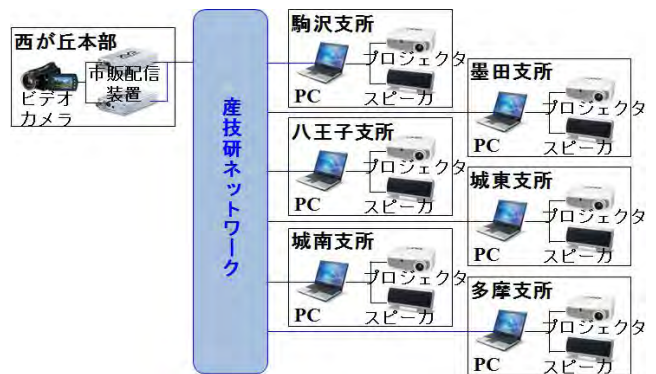 西が丘本部
市販配信
装置
ビデオ
カメラ
産技研ネットワーク
駒沢支所
プロジェクタ
PC
スピーカ
墨田支所
プロジェクタ
PC
スピーカ
八王子支所
プロジェクタ
PC
スピーカ
城東支所
プロジェクタ
PC
スピーカ
城南支所
プロジェクタ
PC
スピーカ
多摩支所
プロジェクタ
PC
スピーカ